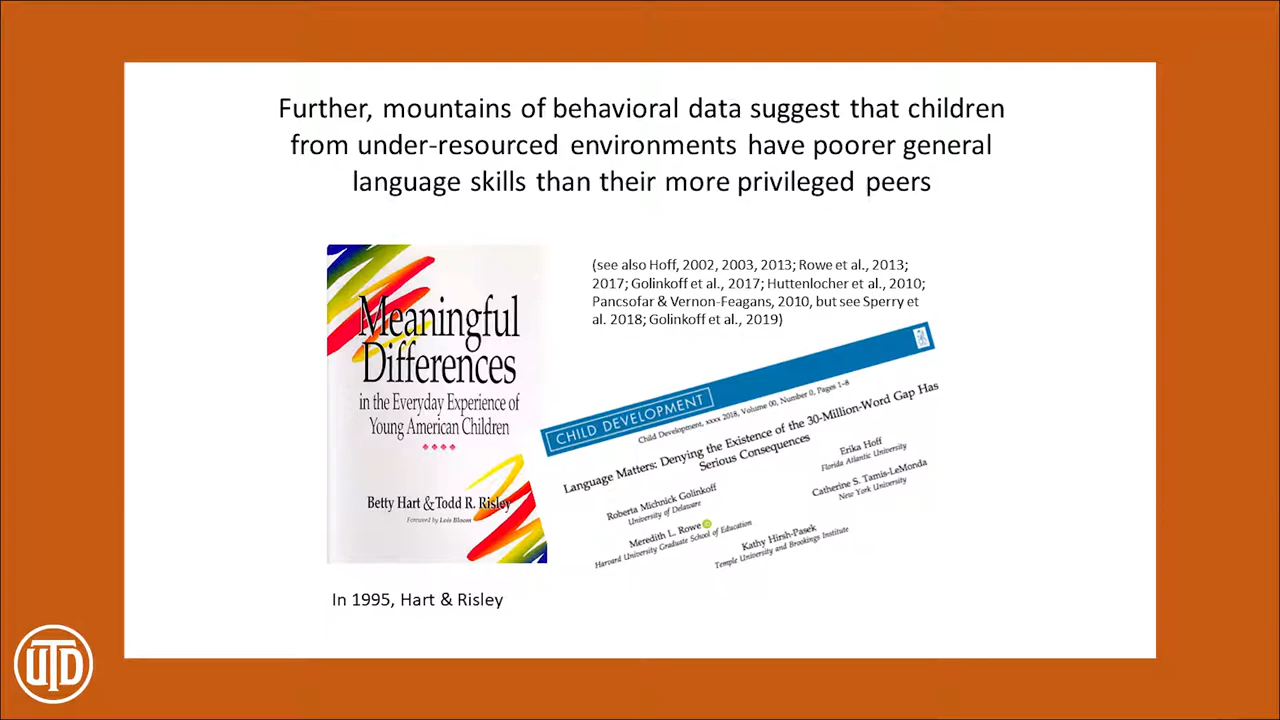 Further, mountains of behavioral data suggest that children
from under-resourced environments have poorer general
language skills than their more privileged peers
(see also Hoff, 2002, 2003, 2013; Rowe et al., 2013;
2017; Golinkoff et al., 2017; Huttenlocher et al., 2010;
Pancsofar & Vernon-Feagans, 2010, but see Sperry et
al. 2018; Golinkoff et al., 2019)
Meaningful
Differences
in the Everyday Experience of
Young American Children
Betty Hart & Todd R. Risley
Foreword by Lois Bloom
CHILD DEVELOPMENT
Child Development, xxxx 2018, Volume 00, Number 0, Pages 1–8
Language Matters: Denying the Existence of the 30-Million-Word Gap Has
Serious Consequences
Roberta Michnick Golinkoff
University of Delaware
Erika Hoff
Florida Atlantic University
Meredith L. Rowe
Harvard University Graduate School of Education
Catherine S. Tamis-LeMonda
New York University
Kathy Hirsh-Pasek
Temple University and Brookings Institute
In 1995, Hart & Risley
UTD